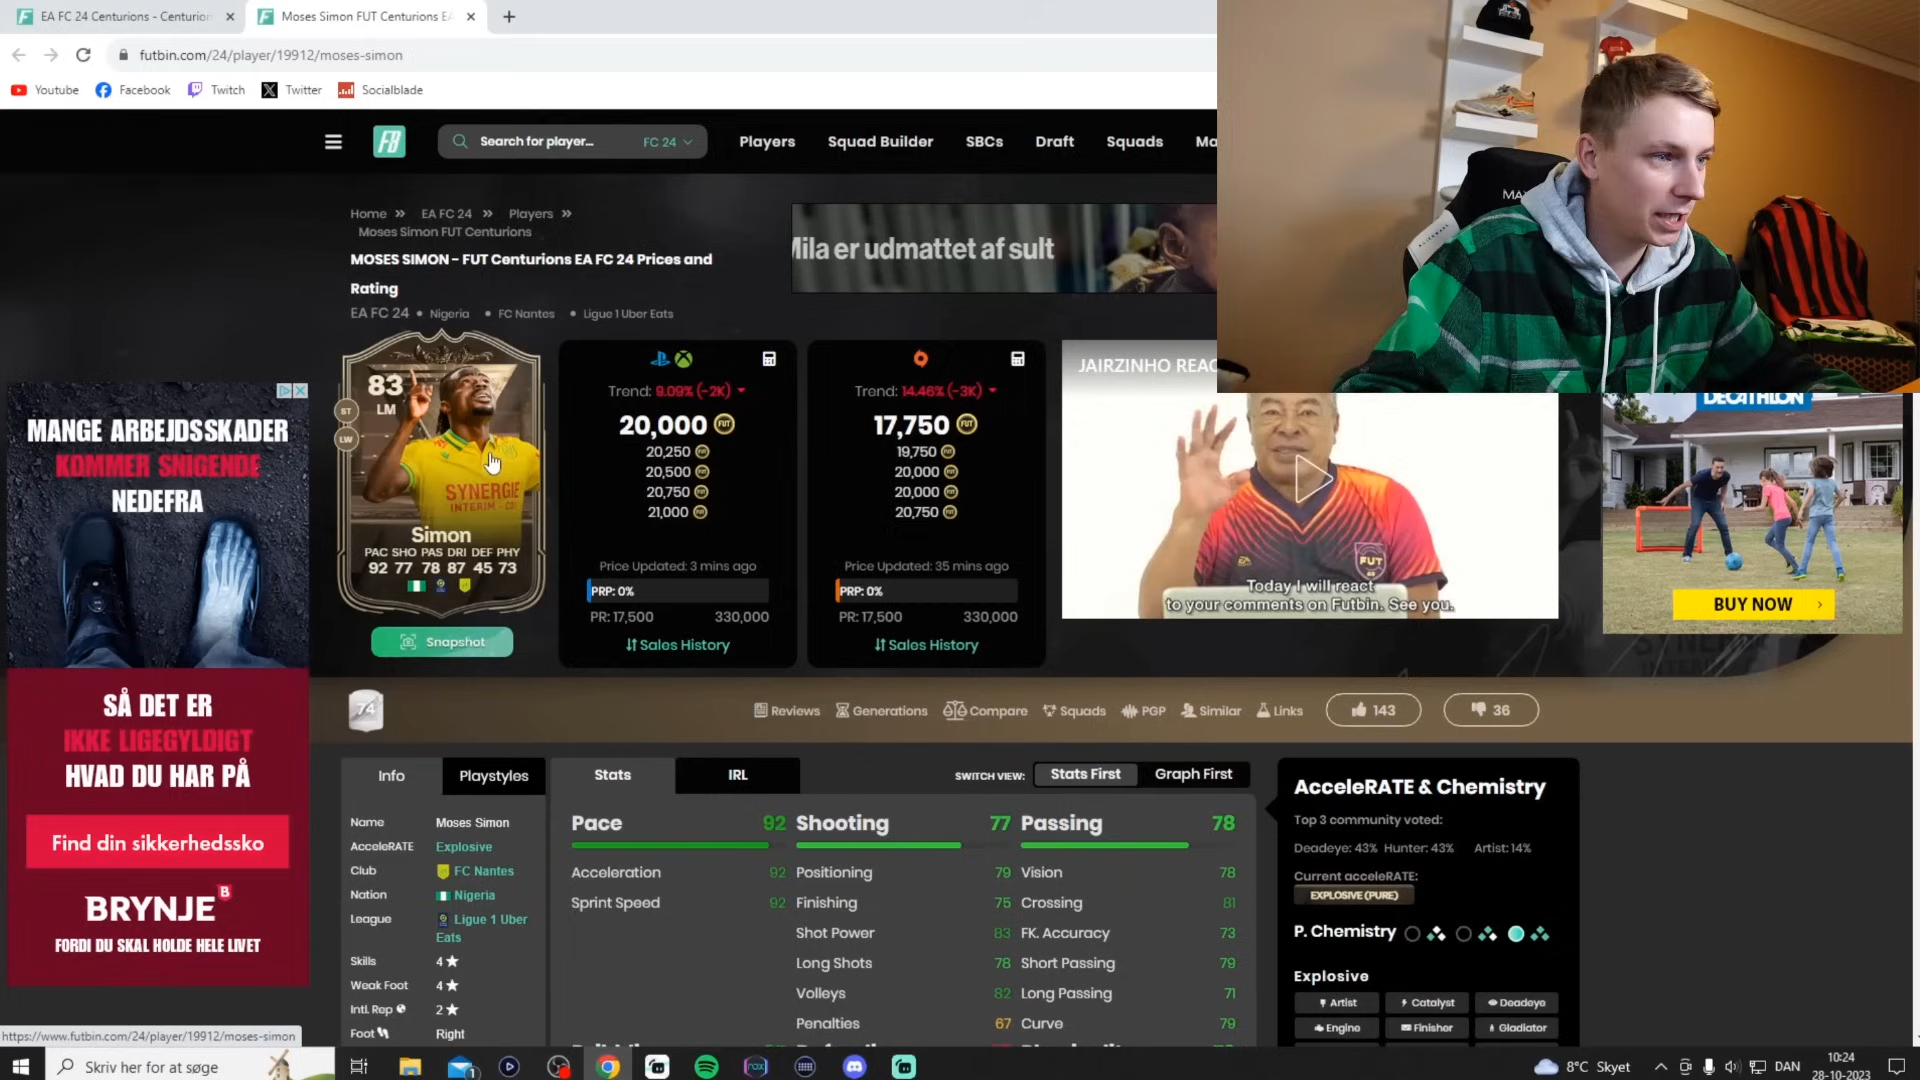 EA FC 24 Centurions - Centurion
Moses Simon FUT Centurions EA
futbin.com/24/player/19912/moses-simon
Youtube
Facebook
Twitch
Twitter
Socialblade
FB
Search for player...
FC 24
Players
Squad Builder
SBCs
Draft
Squads
Ma
Home » EA FC 24 » Players »
Moses Simon FUT Centurions
MOSES SIMON - FUT Centurions EA FC 24 Prices and
Rating
EA FC 24 • Nigeria • FC Nantes • Ligue 1 Uber Eats
Mila er udmattet af sult
MANGE ARBEJDSSKADER
KOMMER SNIGENDE
NEDEFRA
SÅ DET ER
IKKE LIGEGYLDIGT
HVAD DU HAR PÅ
Find din sikkerhedssko
BRYNJE B
FORDI DU SKAL HOLDE HELE LIVET
83
LM
ST
LW
SYNERGIE
Simon
PAC SHO PAS DRI DEF PHY
92 77 78 87 45 73
Snapshot
Trend: 9.09% (-2K)
20,000
20,250
20,500
20,750
21,000
Price Updated: 3 mins ago
PRP: 0%
PR: 17,500 330,000
Sales History
Trend: 14.46% (-3K)
17,750
19,750
20,000
20,000
20,750
Price Updated: 35 mins ago
PRP: 0%
PR: 17,500 330,000
Sales History
JAIRZINHO REAC
FUT
Today I will react
to your comments on Futbin. See you.
DECATHLON
BUY NOW
74
Reviews
Generations
Compare
Squads
PGP
Similar
Links
143
36
Info
Playstyles
Name Moses Simon
AcceleRATE Explosive
Club FC Nantes
Nation Nigeria
League Ligue 1 Uber
Eats
Skills 4
Weak Foot 4
Intl. Rep 2
Foot Right
Stats
IRL
SWITCH VIEW:
Stats First
Graph First
Pace 92
Acceleration 92
Sprint Speed 92
Shooting 77
Positioning 79
Finishing 75
Shot Power 83
Long Shots 78
Volleys 82
Penalties 67
Passing 78
Vision 78
Crossing 81
FK. Accuracy 73
Short Passing 79
Long Passing 71
Curve 79
AcceleRATE & Chemistry
Top 3 community voted:
Deadeye: 43% Hunter: 43% Artist: 14%
Current acceleRATE:
EXPLOSIVE (PURE)
P. Chemistry
Explosive
Artist
Catalyst
Deadeye
Engine
Finisher
Gladiator
https://www.futbin.com/24/player/19912/moses-simon
Skriv her for at søge
8°C Skyet
DAN
10:24
28-10-2023